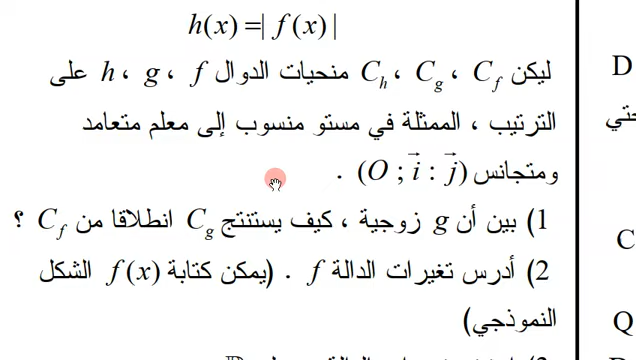 h(x) = | f(x) |
ليكن C_f ، C_g ، C_h منحيات الدوال f ، g ، h على
الترتيب ، الممثلة في مستو منسوب إلى معلم متعامد
ومتجانس (O ; i : j) .
1) بين أن g زوجية ، كيف يستنتج C_g انطلاقا من C_f ؟
2) أدرس تغيرات الدالة f . (يمكن كتابة f(x) الشكل
النموذجي)
D
C
Q